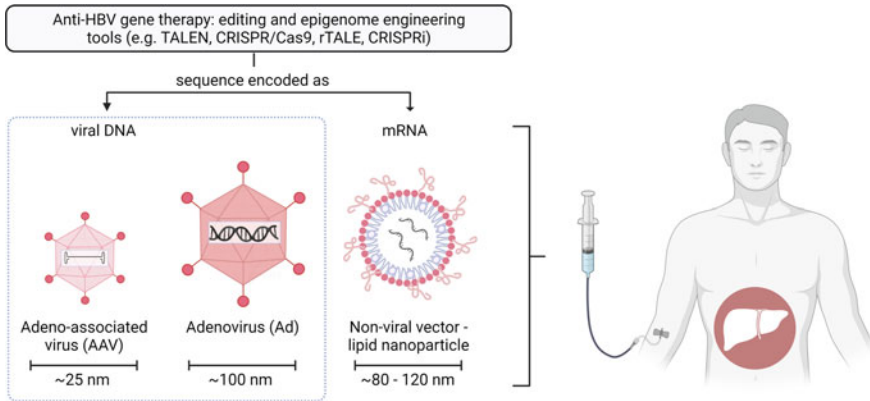 Anti-HBV gene therapy: editing and epigenome engineering
tools (e.g. TALEN, CRISPR/Cas9, rTALE, CRISPRi)
sequence encoded as
viral DNA
mRNA
Adeno-associated
virus (AAV)
Adenovirus (Ad)
Non-viral vector -
lipid nanoparticle
~25 nm
~100 nm
~80 - 120 nm